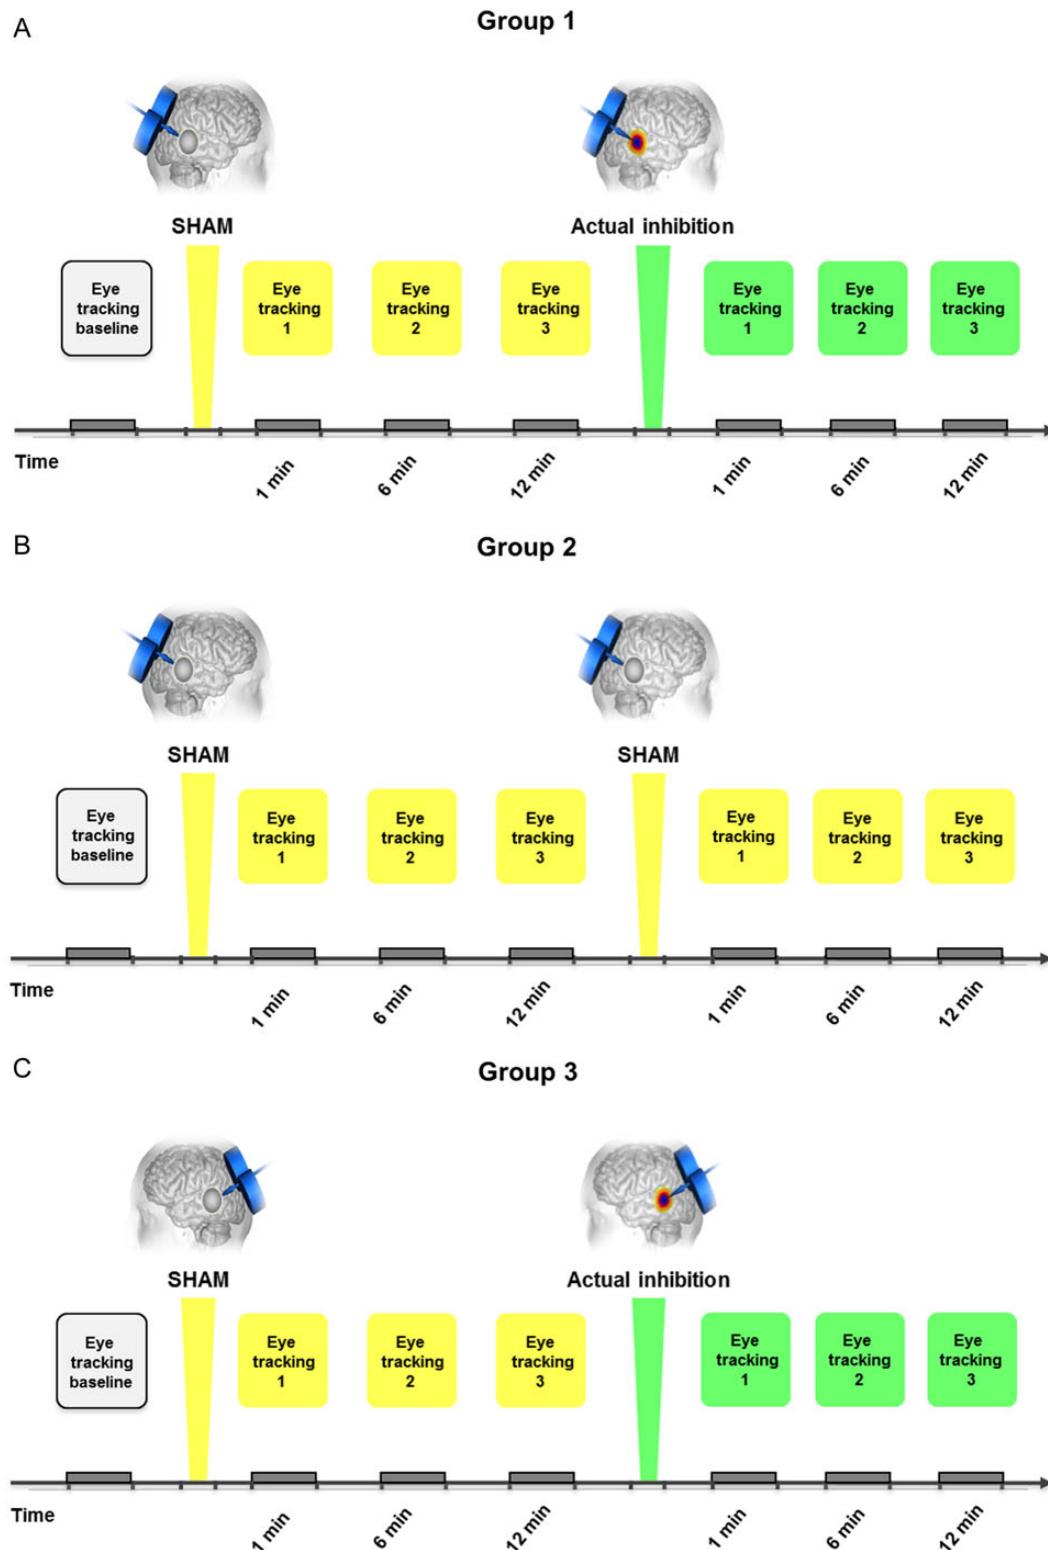 A
Group 1
SHAM
Actual inhibition
Eye
tracking
baseline
Eye
tracking
1
Eye
tracking
2
Eye
tracking
3
Eye
tracking
1
Eye
tracking
2
Eye
tracking
3
Time
1 min
6 min
12 min
1 min
6 min
12 min
B
Group 2
SHAM
SHAM
Eye
tracking
baseline
Eye
tracking
1
Eye
tracking
2
Eye
tracking
3
Eye
tracking
1
Eye
tracking
2
Eye
tracking
3
Time
1 min
6 min
12 min
1 min
6 min
12 min
C
Group 3
SHAM
Actual inhibition
Eye
tracking
baseline
Eye
tracking
1
Eye
tracking
2
Eye
tracking
3
Eye
tracking
1
Eye
tracking
2
Eye
tracking
3
Time
1 min
6 min
12 min
1 min
6 min
12 min